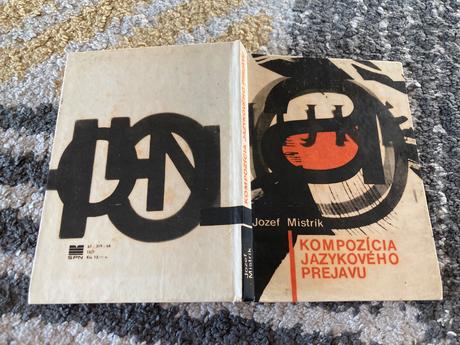 Jozef Mistrík
KOMPOZÍCIA
JAZYKOVÉHO
PREJAVU
KOMPOZÍCIA JAZYKOVÉHO PREJAVU
Jozef
Mistrík
SPN